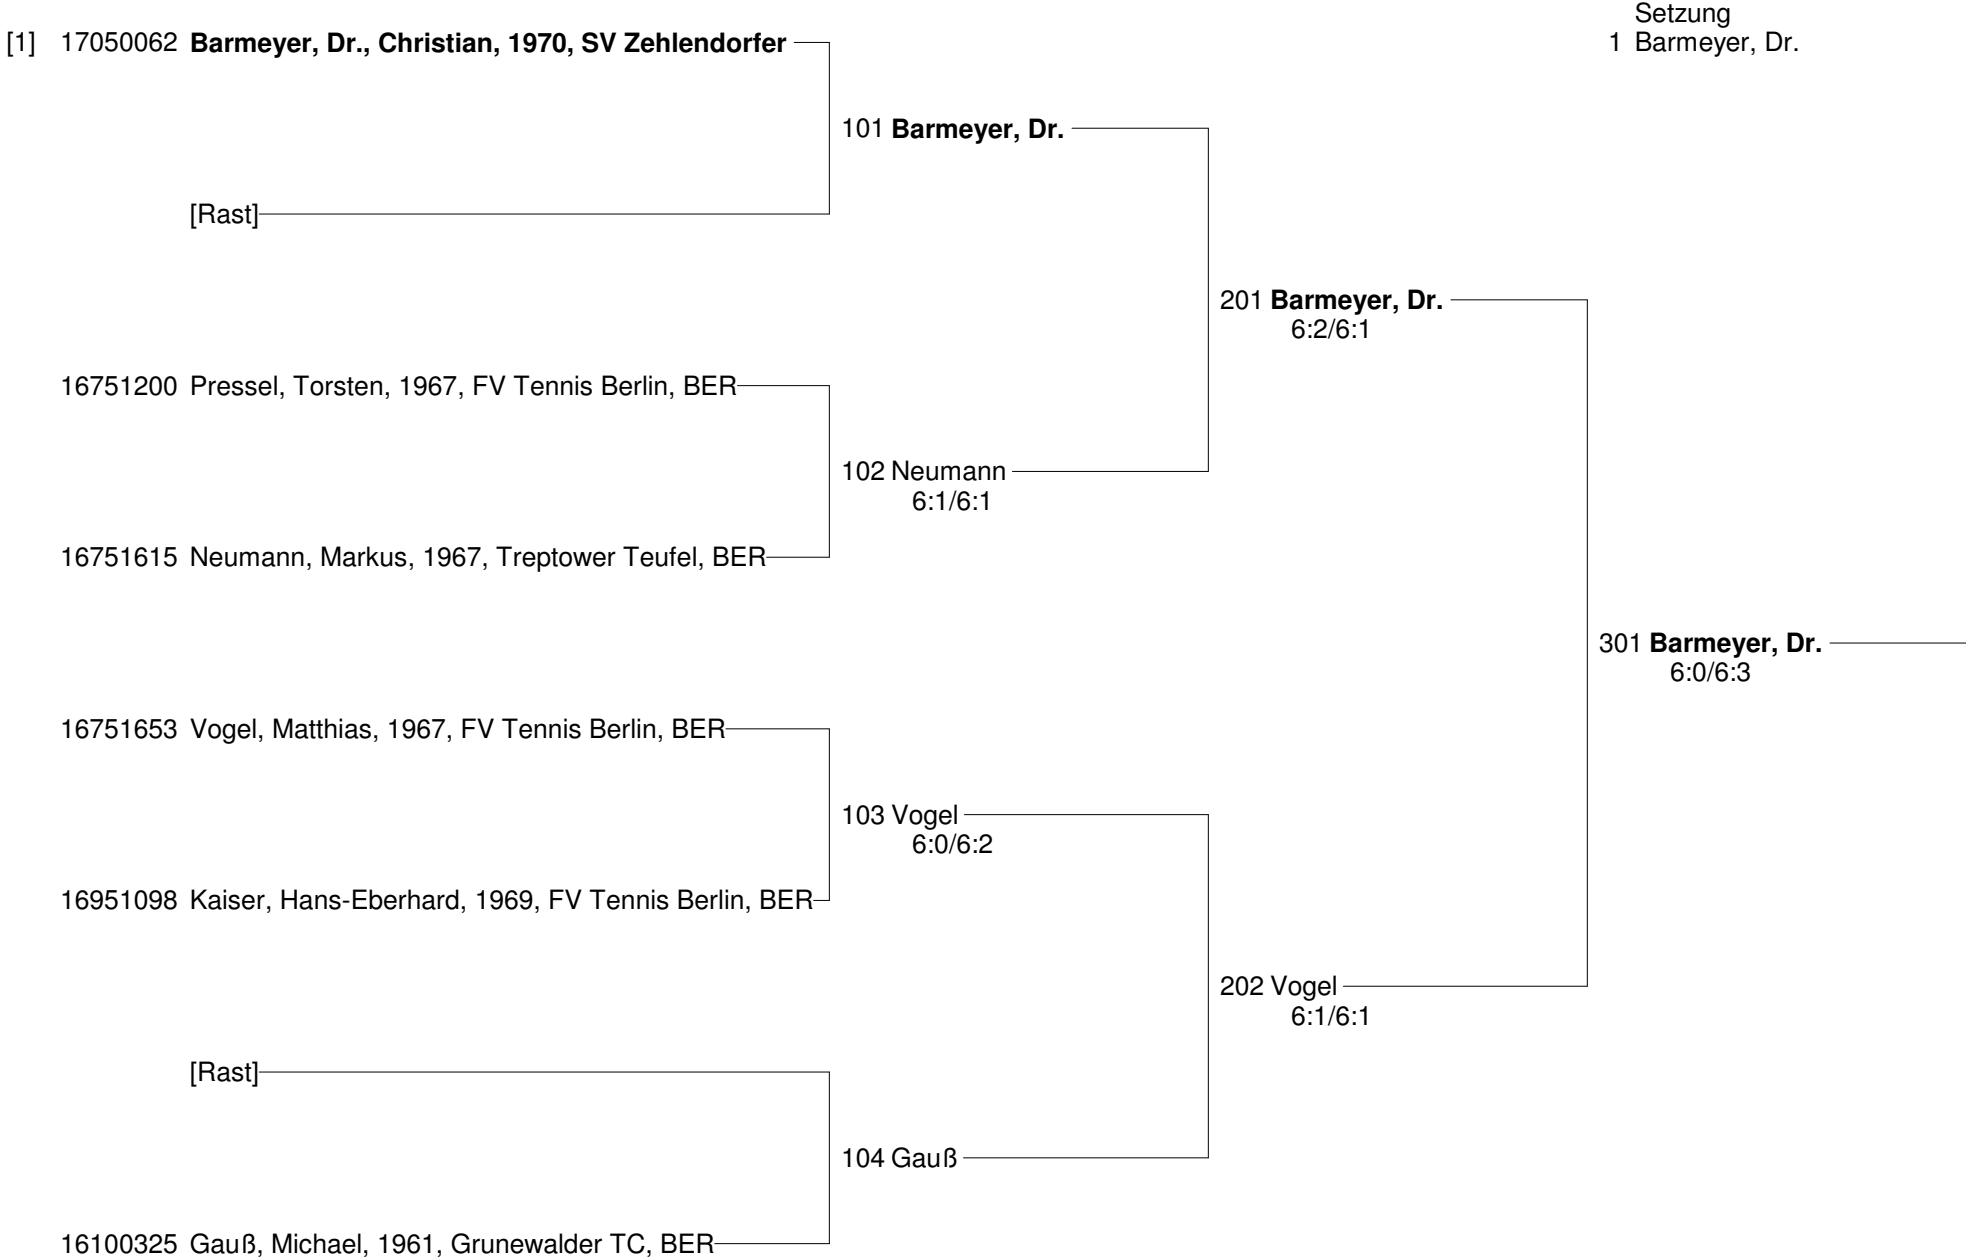 Setzung
[1] 17050062 Barmeyer, Dr., Christian, 1970, SV Zehlendorfer
1 Barmeyer, Dr.
101 Barmeyer, Dr.
[Rast]
201 Barmeyer, Dr.
6:2/6:1
16751200 Pressel, Torsten, 1967, FV Tennis Berlin, BER
102 Neumann
6:1/6:1
16751615 Neumann, Markus, 1967, Treptower Teufel, BER
301 Barmeyer, Dr.
6:0/6:3
16751653 Vogel, Matthias, 1967, FV Tennis Berlin, BER
103 Vogel
6:0/6:2
16951098 Kaiser, Hans-Eberhard, 1969, FV Tennis Berlin, BER
202 Vogel
6:1/6:1
[Rast]
104 Gauß
16100325 Gauß, Michael, 1961, Grunewalder TC, BER